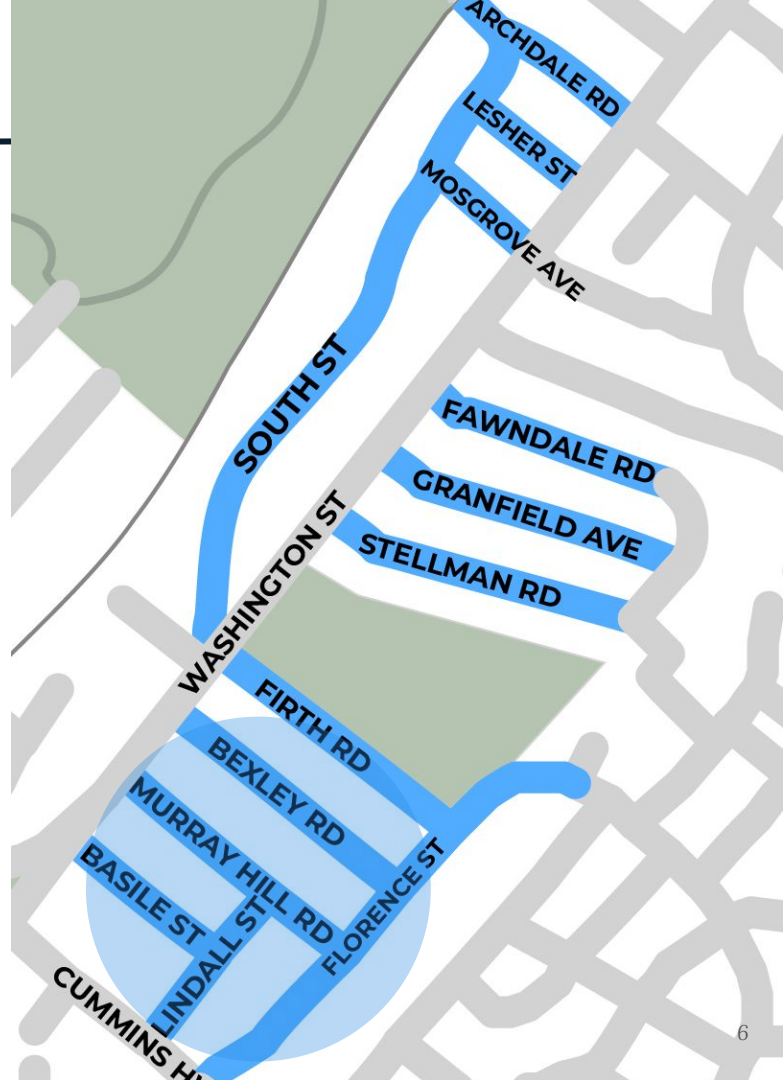 ARCHDALE RD
LESHER ST
MOSGROVE AVE
SOUTH ST
FAWNDALE RD
GRANFIELD AVE
WASHINGTON ST
STELLMAN RD
FIRTH RD
BEXLEY RD
MURRAY HILL RD
BASILE ST
FLORENCE ST
LINDALL ST
CUMMINS
6